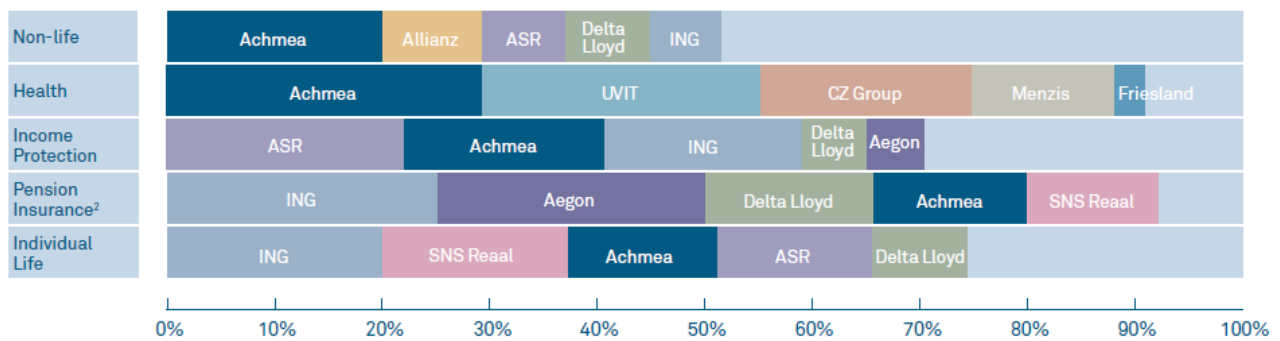 Non-life
Achmea
Allianz
ASR
Delta
Lloyd
ING
Health
Achmea
UVIT
CZ Group
Menzis
Friesland
Income
Protection
ASR
Achmea
ING
Delta
Lloyd
Aegon
Pension
Insurance²
ING
Aegon
Delta Lloyd
Achmea
SNS Reaal
Individual
Life
ING
SNS Reaal
Achmea
ASR
Delta Lloyd
0% 10% 20% 30% 40% 50% 60% 70% 80% 90% 100%